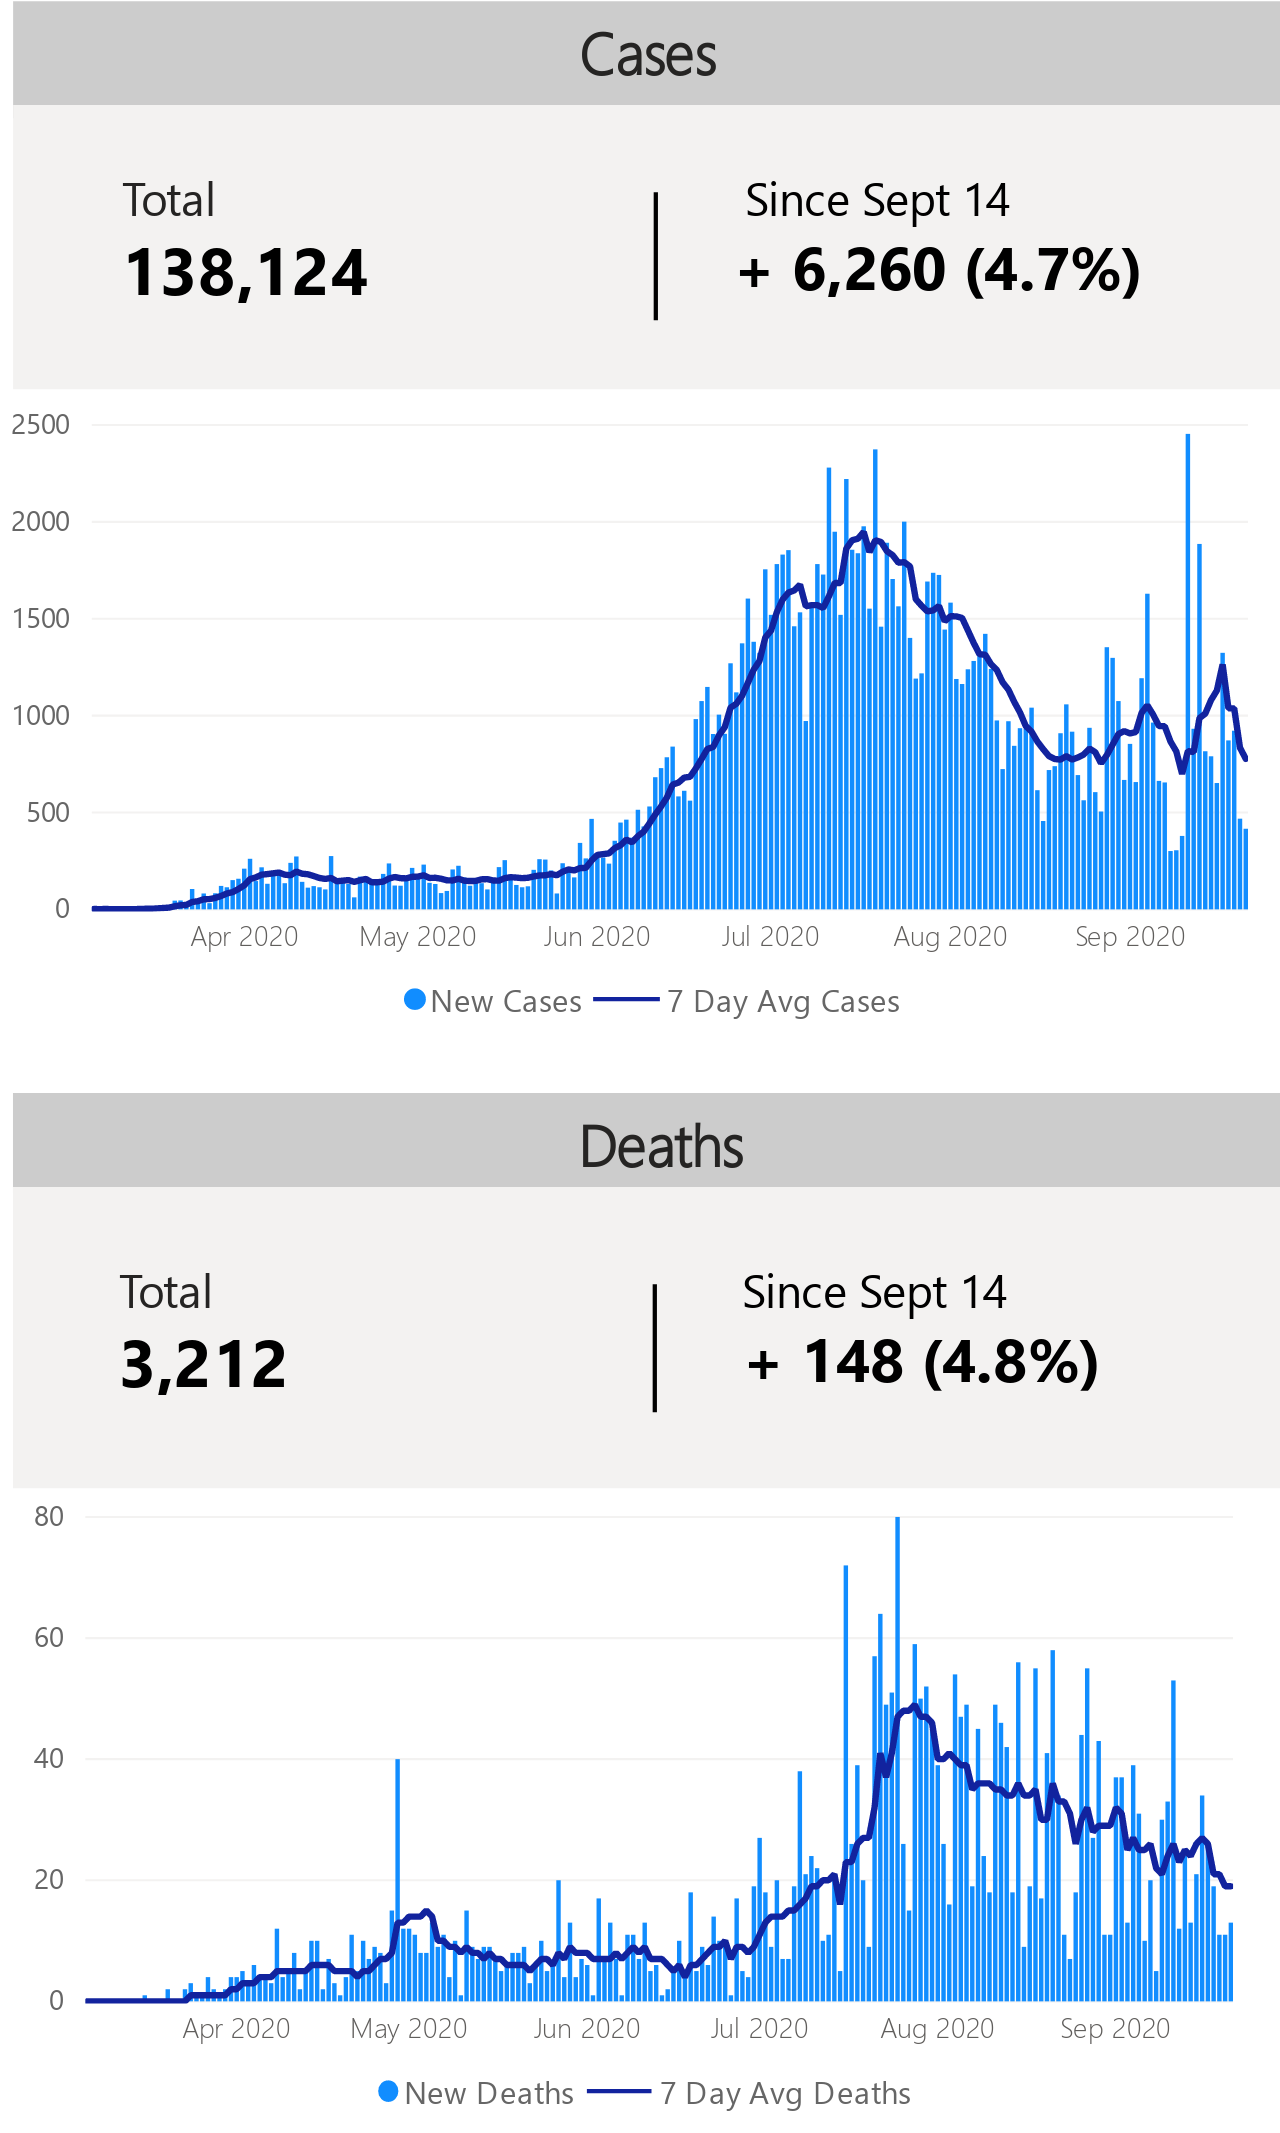 Cases
Total
Since Sept 14
138,124
+ 6,260 (4.7%)
2500
2000
1500
1000
500
0
Apr 2020 May 2020 Jun 2020 Jul 2020 Aug 2020 Sep 2020
New Cases 7 Day Avg Cases
Deaths
Total
Since Sept 14
3,212
+ 148 (4.8%)
80
60
40
20
0
Apr 2020 May 2020 Jun 2020 Jul 2020 Aug 2020 Sep 2020
New Deaths 7 Day Avg Deaths